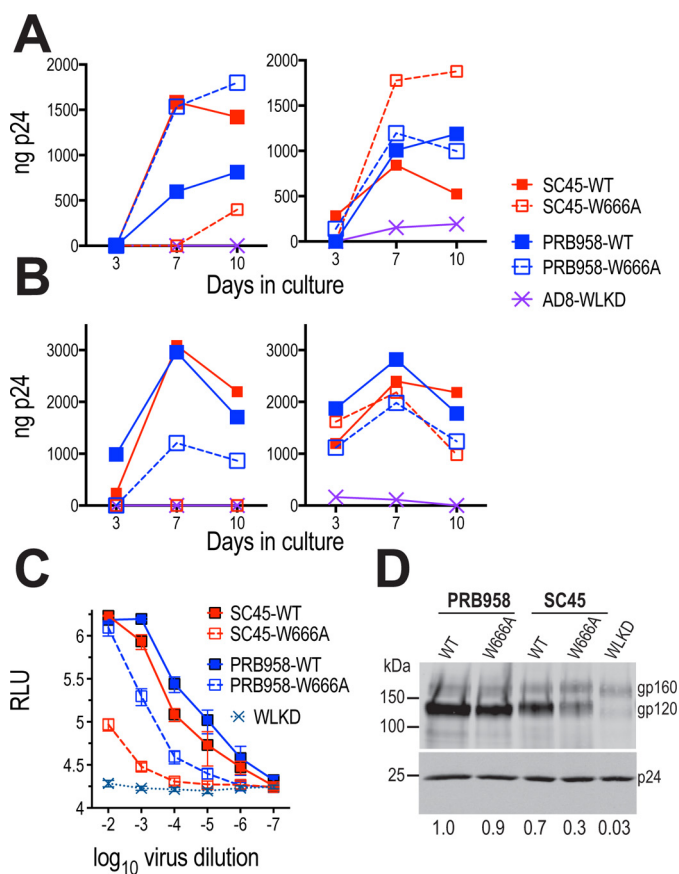 A
ng p24
2000
1500
1000
500
0
3
7
10
2000
1500
1000
500
0
3
7
10
Days in culture
SC45-WT
SC45-W666A
PRB958-WT
PRB958-W666A
AD8-WLKD
B
ng p24
3000
2000
1000
0
3
7
10
3000
2000
1000
0
3
7
10
Days in culture
C
RLU
6
5.5
5
4.5
4
-2
-3
-4
-5
-6
-7
log10 virus dilution
SC45-WT
SC45-W666A
PRB958-WT
PRB958-W666A
WLKD
D
PRB958 SC45
WT W666A WT W666A WLKD
kDa
150
100
25
gp160
gp120
p24
1.0 0.9 0.7 0.3 0.03